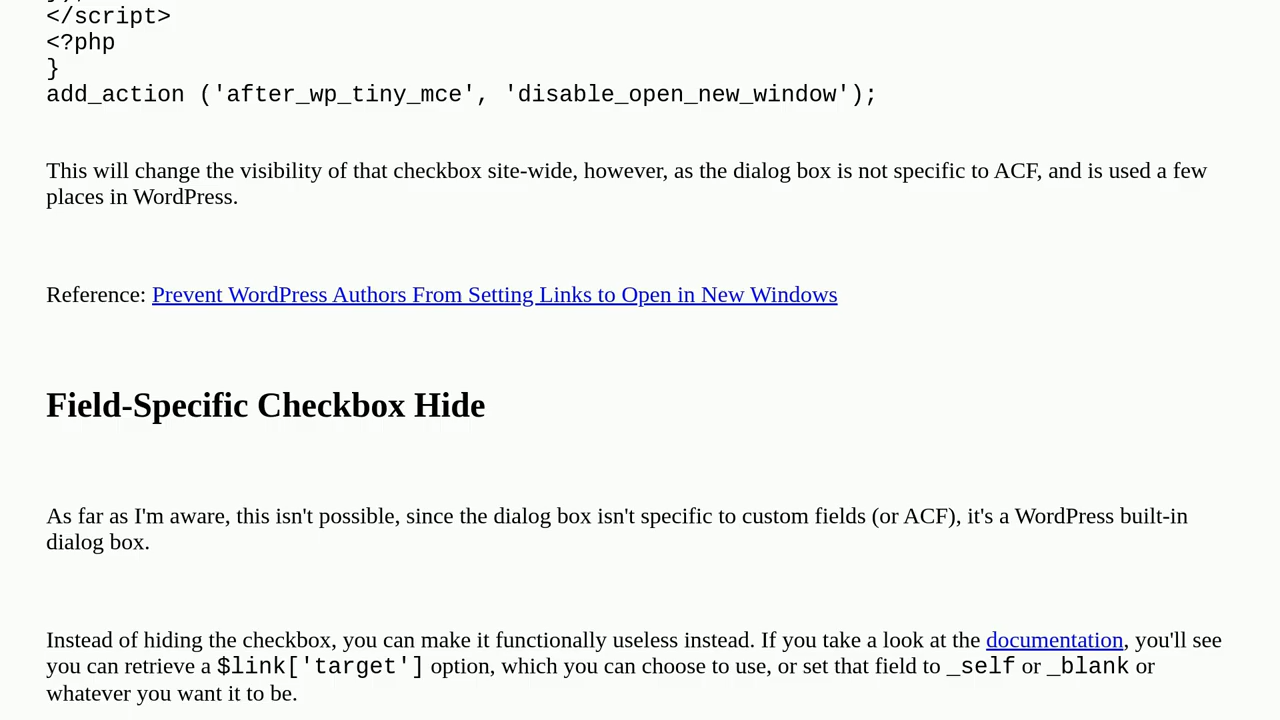 </script>
<?php
}
add_action ('after_wp_tiny_mce', 'disable_open_new_window');
This will change the visibility of that checkbox site-wide, however, as the dialog box is not specific to ACF, and is used a few
places in WordPress.
Reference: Prevent WordPress Authors From Setting Links to Open in New Windows
Field-Specific Checkbox Hide
As far as I'm aware, this isn't possible, since the dialog box isn't specific to custom fields (or ACF), it's a WordPress built-in
dialog box.
Instead of hiding the checkbox, you can make it functionally useless instead. If you take a look at the documentation, you'll see
you can retrieve a $link['target'] option, which you can choose to use, or set that field to _self or _blank or
whatever you want it to be.